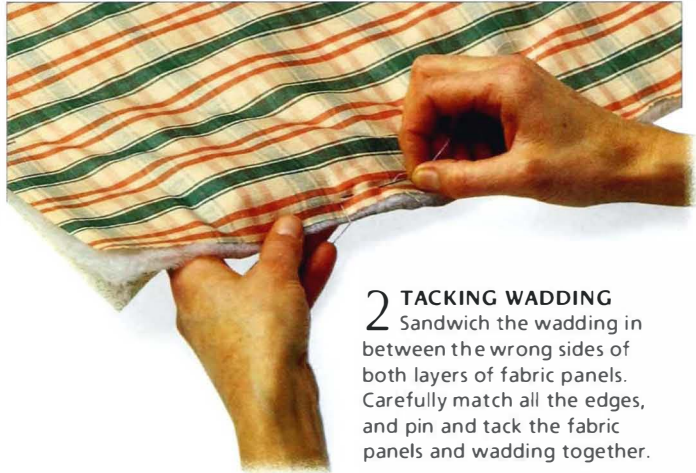 2 TACKING WADDING
Sandwich the wadding in
between the wrong sides of
both layers of fabric panels.
Carefully match all the edges,
and pin and tack the fabric
panels and wadding together.